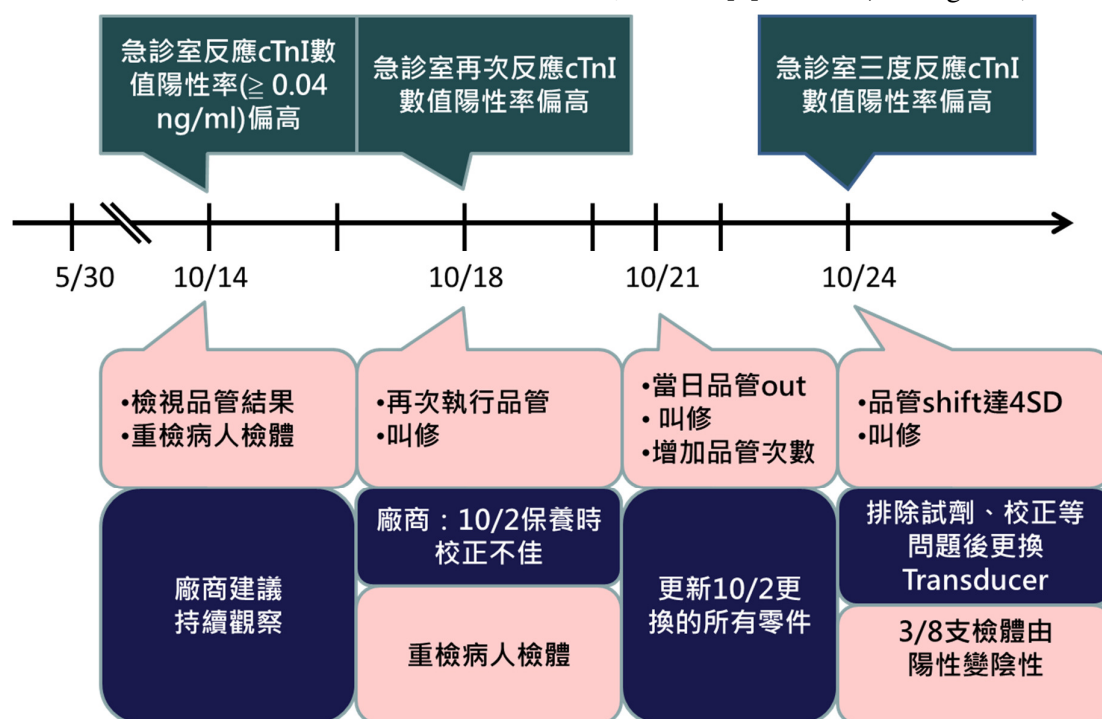 急診室反應cTnI數
值陽性率(≧ 0.04
ng/ml)偏高
急診室再次反應cTnI
數值陽性率偏高
急診室三度反應cTnI
數值陽性率偏高
5/30
10/14
10/18
10/21
10/24
•檢視品管結果
•重檢病人檢體
•再次執行品管
•叫修
•當日品管out
•叫修
•增加品管次數
•品管shift達4SD
•叫修
廠商建議
持續觀察
廠商：10/2保養時
校正不佳
重檢病人檢體
更新10/2更
換的所有零件
排除試劑、校正等
問題後更換
Transducer
3/8支檢體由
陽性變陰性